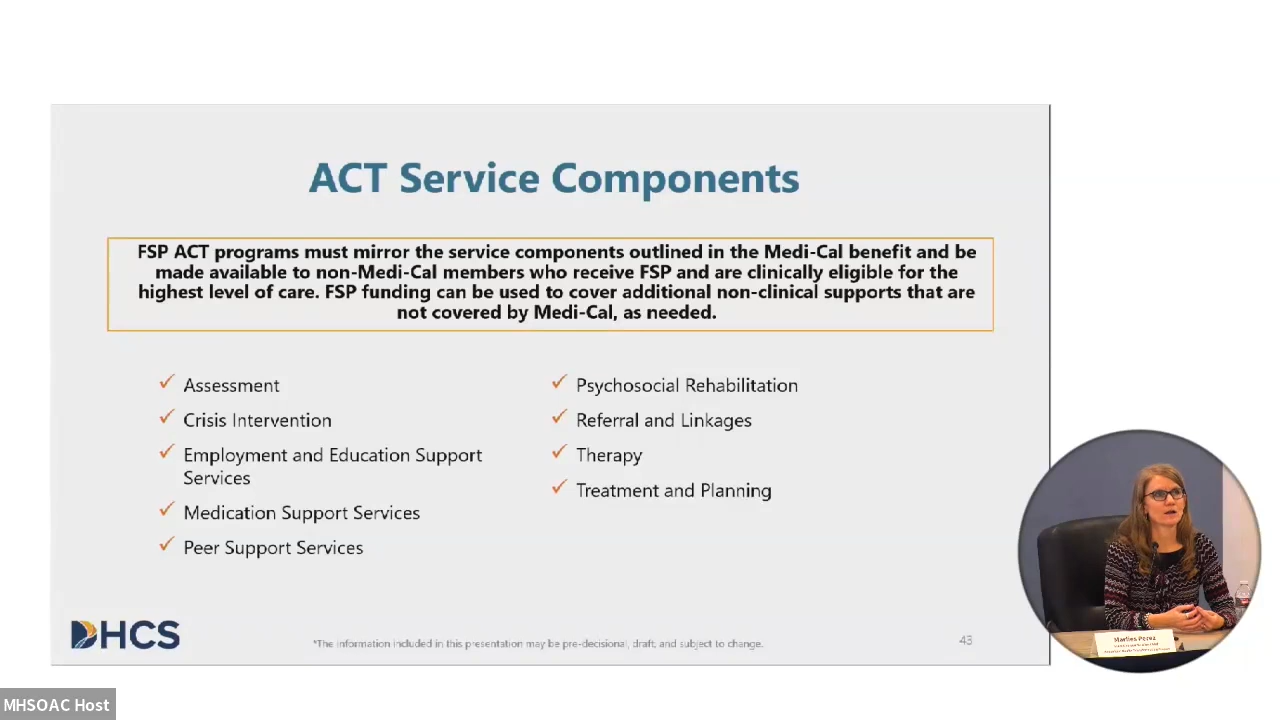 ACT Service Components
FSP ACT programs must mirror the service components outlined in the Medi-Cal benefit and be
made available to non-Medi-Cal members who receive FSP and are clinically eligible for the
highest level of care. FSP funding can be used to cover additional non-clinical supports that are
not covered by Medi-Cal, as needed.
Assessment
Crisis Intervention
Employment and Education Support
Services
Medication Support Services
Peer Support Services
Psychosocial Rehabilitation
Referral and Linkages
Therapy
Treatment and Planning
DHCS
*The information included in this presentation may be pre-decisional, draft, and subject to change.
43
Marlies Perez
MHSOAC Host